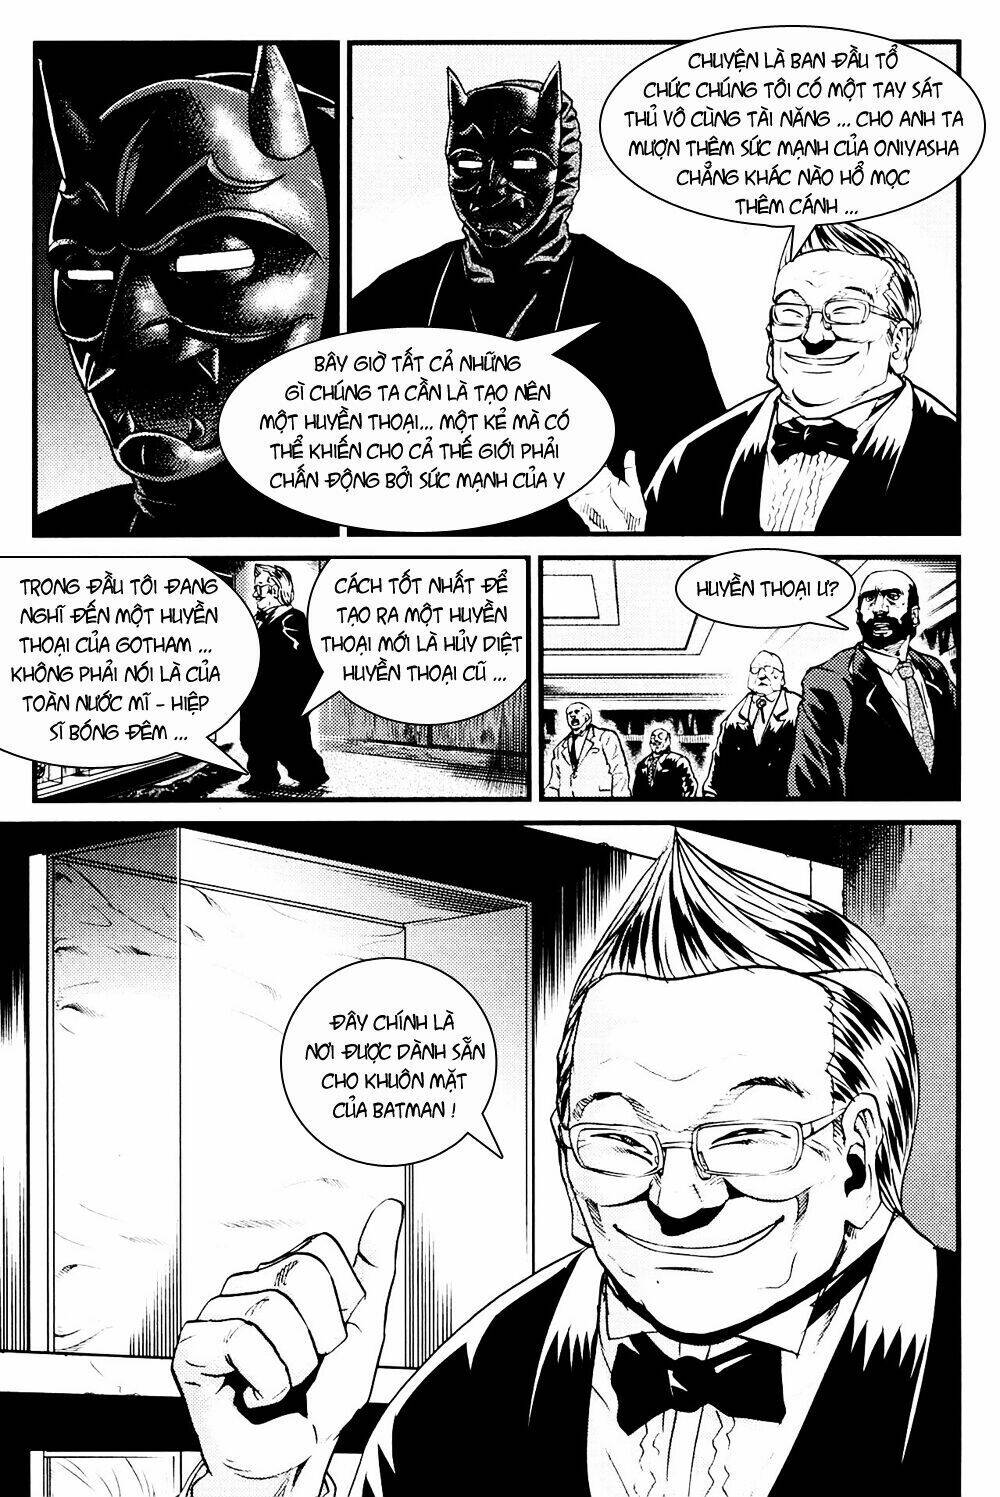 CHUYỆN LÀ BAN ĐẦU TỔ
CHỨC CHÚNG TÔI CÓ MỘT TAY SÁT
THỦ VÔ CÙNG TÀI NĂNG ... CHO ANH TA
MƯỢN THÊM SỨC MẠNH CỦA ONIYASHA
CHẲNG KHÁC NÀO HỔ MỌC
THÊM CÁNH ...
BÂY GIỜ TẤT CẢ NHỮNG
GÌ CHÚNG TA CẦN LÀ TẠO NÊN
MỘT HUYỀN THOẠI... MỘT KẺ MÀ CÓ
THỂ KHIẾN CHO CẢ THẾ GIỚI PHẢI
CHẤN ĐỘNG BỞI SỨC MẠNH CỦA Y
TRONG ĐẦU TÔI ĐANG
NGHĨ ĐẾN MỘT HUYỀN
THOẠI CỦA GOTHAM ...
KHÔNG PHẢI NÓI LÀ CỦA
TOÀN NƯỚC MĨ - HIỆP
SĨ BÓNG ĐÊM ...
CÁCH TỐT NHẤT ĐỂ
TẠO RA MỘT HUYỀN
THOẠI MỚI LÀ HỦY DIỆT
HUYỀN THOẠI CŨ ...
HUYỀN THOẠI Ư?
ĐÂY CHÍNH LÀ
NƠI ĐƯỢC DÀNH SẴN
CHO KHUÔN MẶT
CỦA BATMAN !